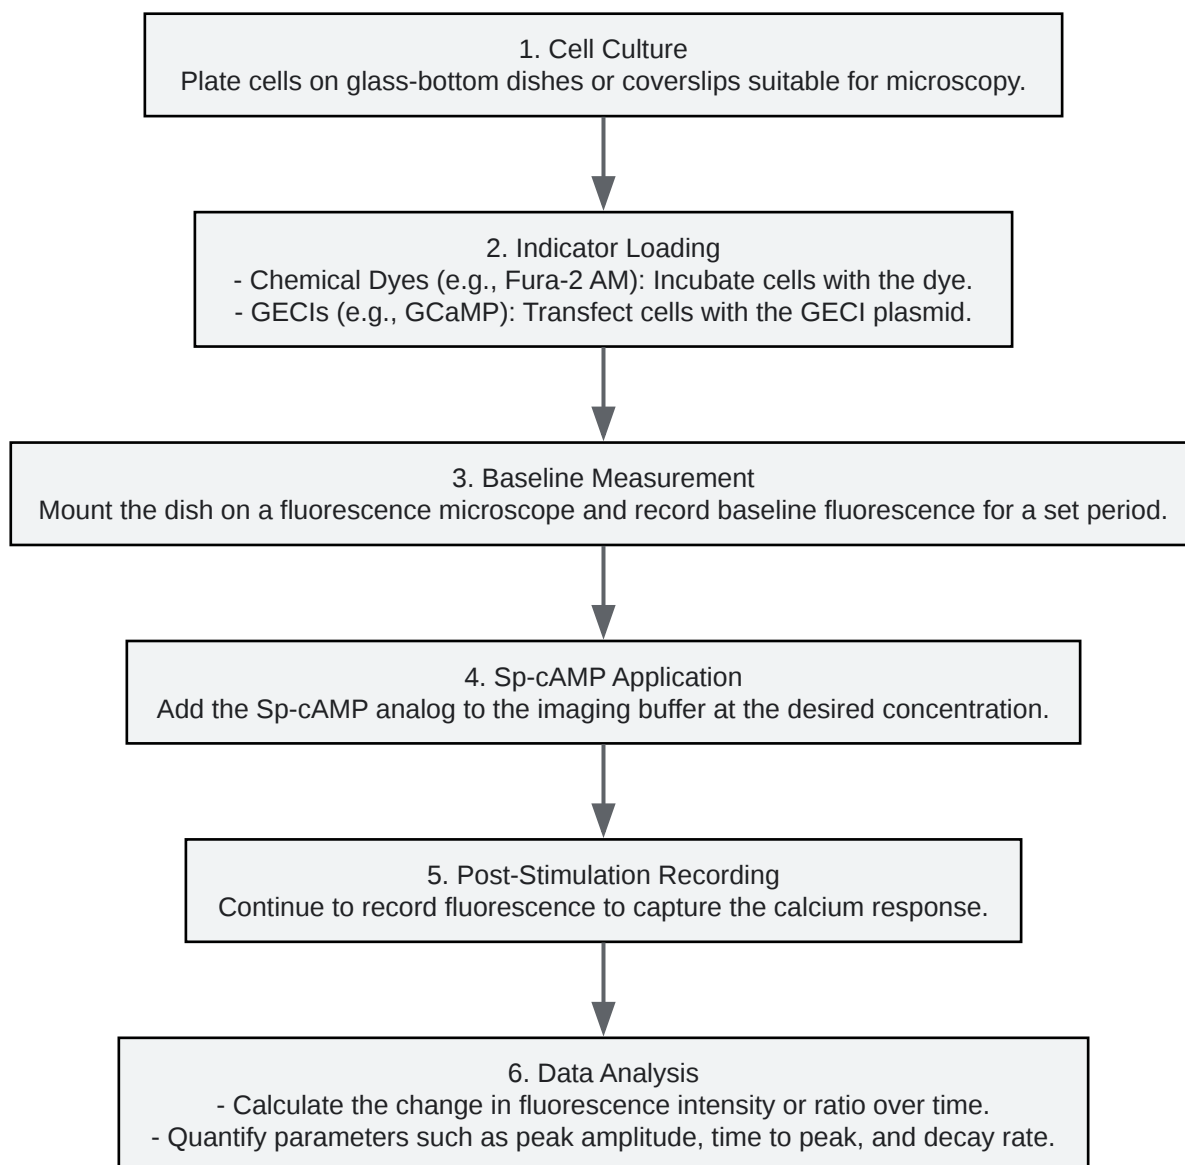 1. Cell Culture
Plate cells on glass-bottom dishes or coverslips suitable for microscopy.
2. Indicator Loading
- Chemical Dyes (e.g., Fura-2 AM): Incubate cells with the dye.
- GECIs (e.g., GCaMP): Transfect cells with the GECI plasmid.
3. Baseline Measurement
Mount the dish on a fluorescence microscope and record baseline fluorescence for a set period.
4. Sp-cAMP Application
Add the Sp-cAMP analog to the imaging buffer at the desired concentration.
5. Post-Stimulation Recording
Continue to record fluorescence to capture the calcium response.
6. Data Analysis
- Calculate the change in fluorescence intensity or ratio over time.
- Quantify parameters such as peak amplitude, time to peak, and decay rate.